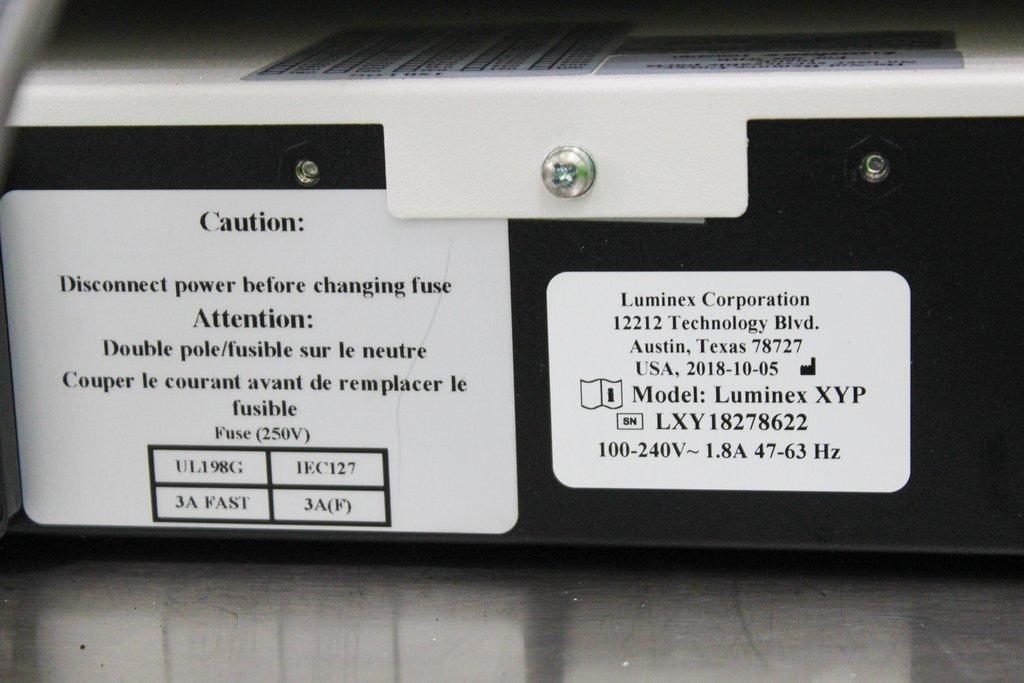 Caution:
Disconnect power before changing fuse
Attention:
Double pole/fusible sur le neutre
Couper le courant avant de remplacer le
fusible
Fuse (250V)
UL198G IEC127
3A FAST 3A(F)
Luminex Corporation
12212 Technology Blvd.
Austin, Texas 78727
USA, 2018-10-05
Model: Luminex XYP
SN LXY18278622
100-240V~ 1.8A 47-63 Hz